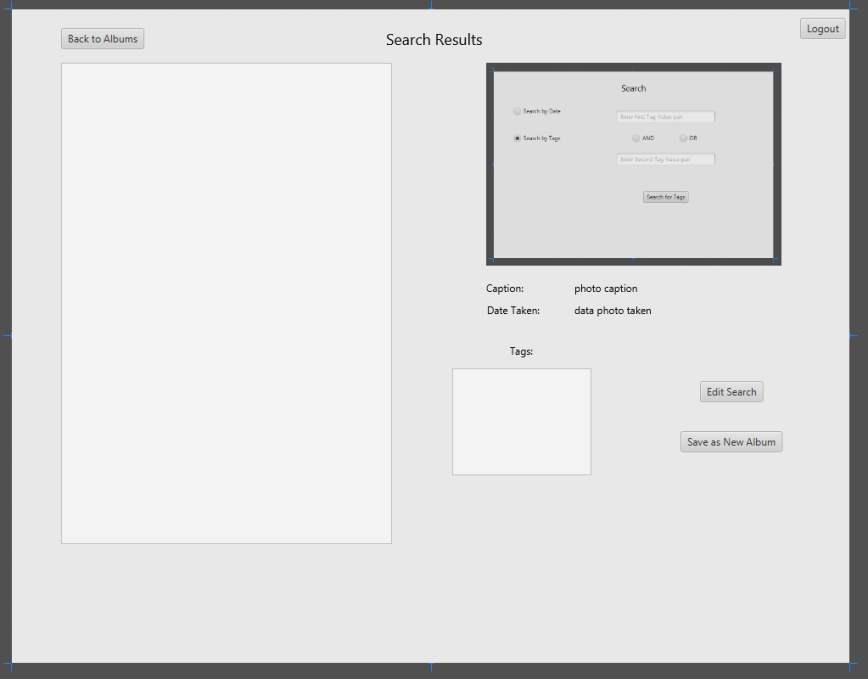 Back to Albums
Search Results
Logout
Search
Search by Date
Enter First Tag-Value pair
Search by Tags
AND
OR
Enter Second Tag-Value pair
Search for Tags
Caption:
photo caption
Date Taken:
data photo taken
Tags:
Edit Search
Save as New Album